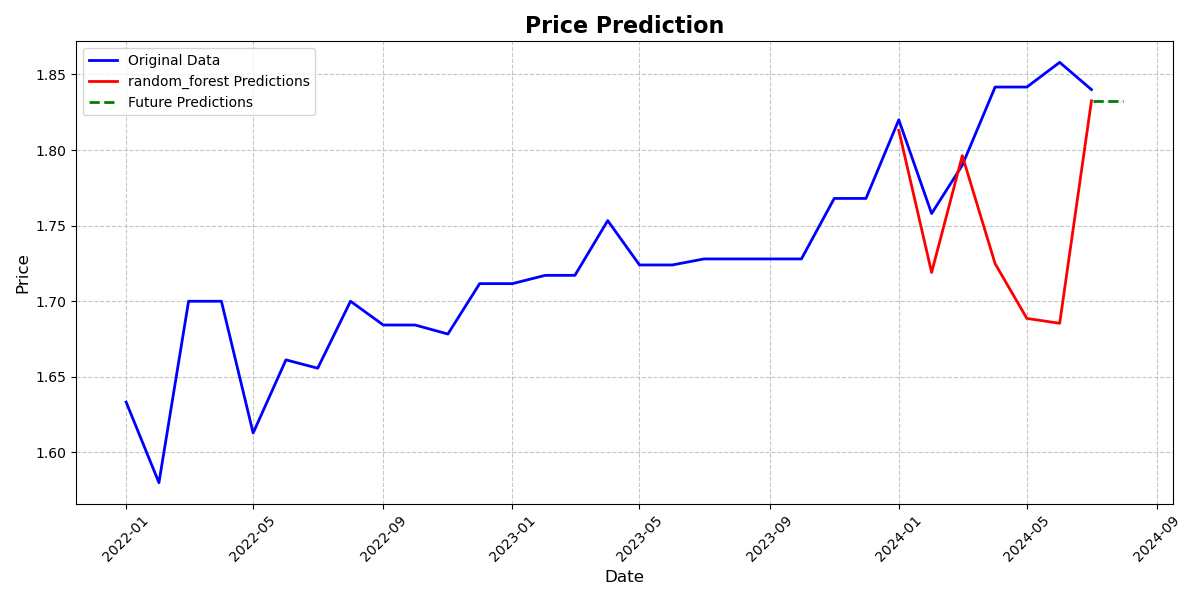 Price Prediction
Original Data
random_forest Predictions
Future Predictions
Price
1.85
1.80
1.75
1.70
1.65
1.60
2022-01
2022-05
2022-09
2023-01
2023-05
2023-09
2024-01
2024-05
2024-09
Date